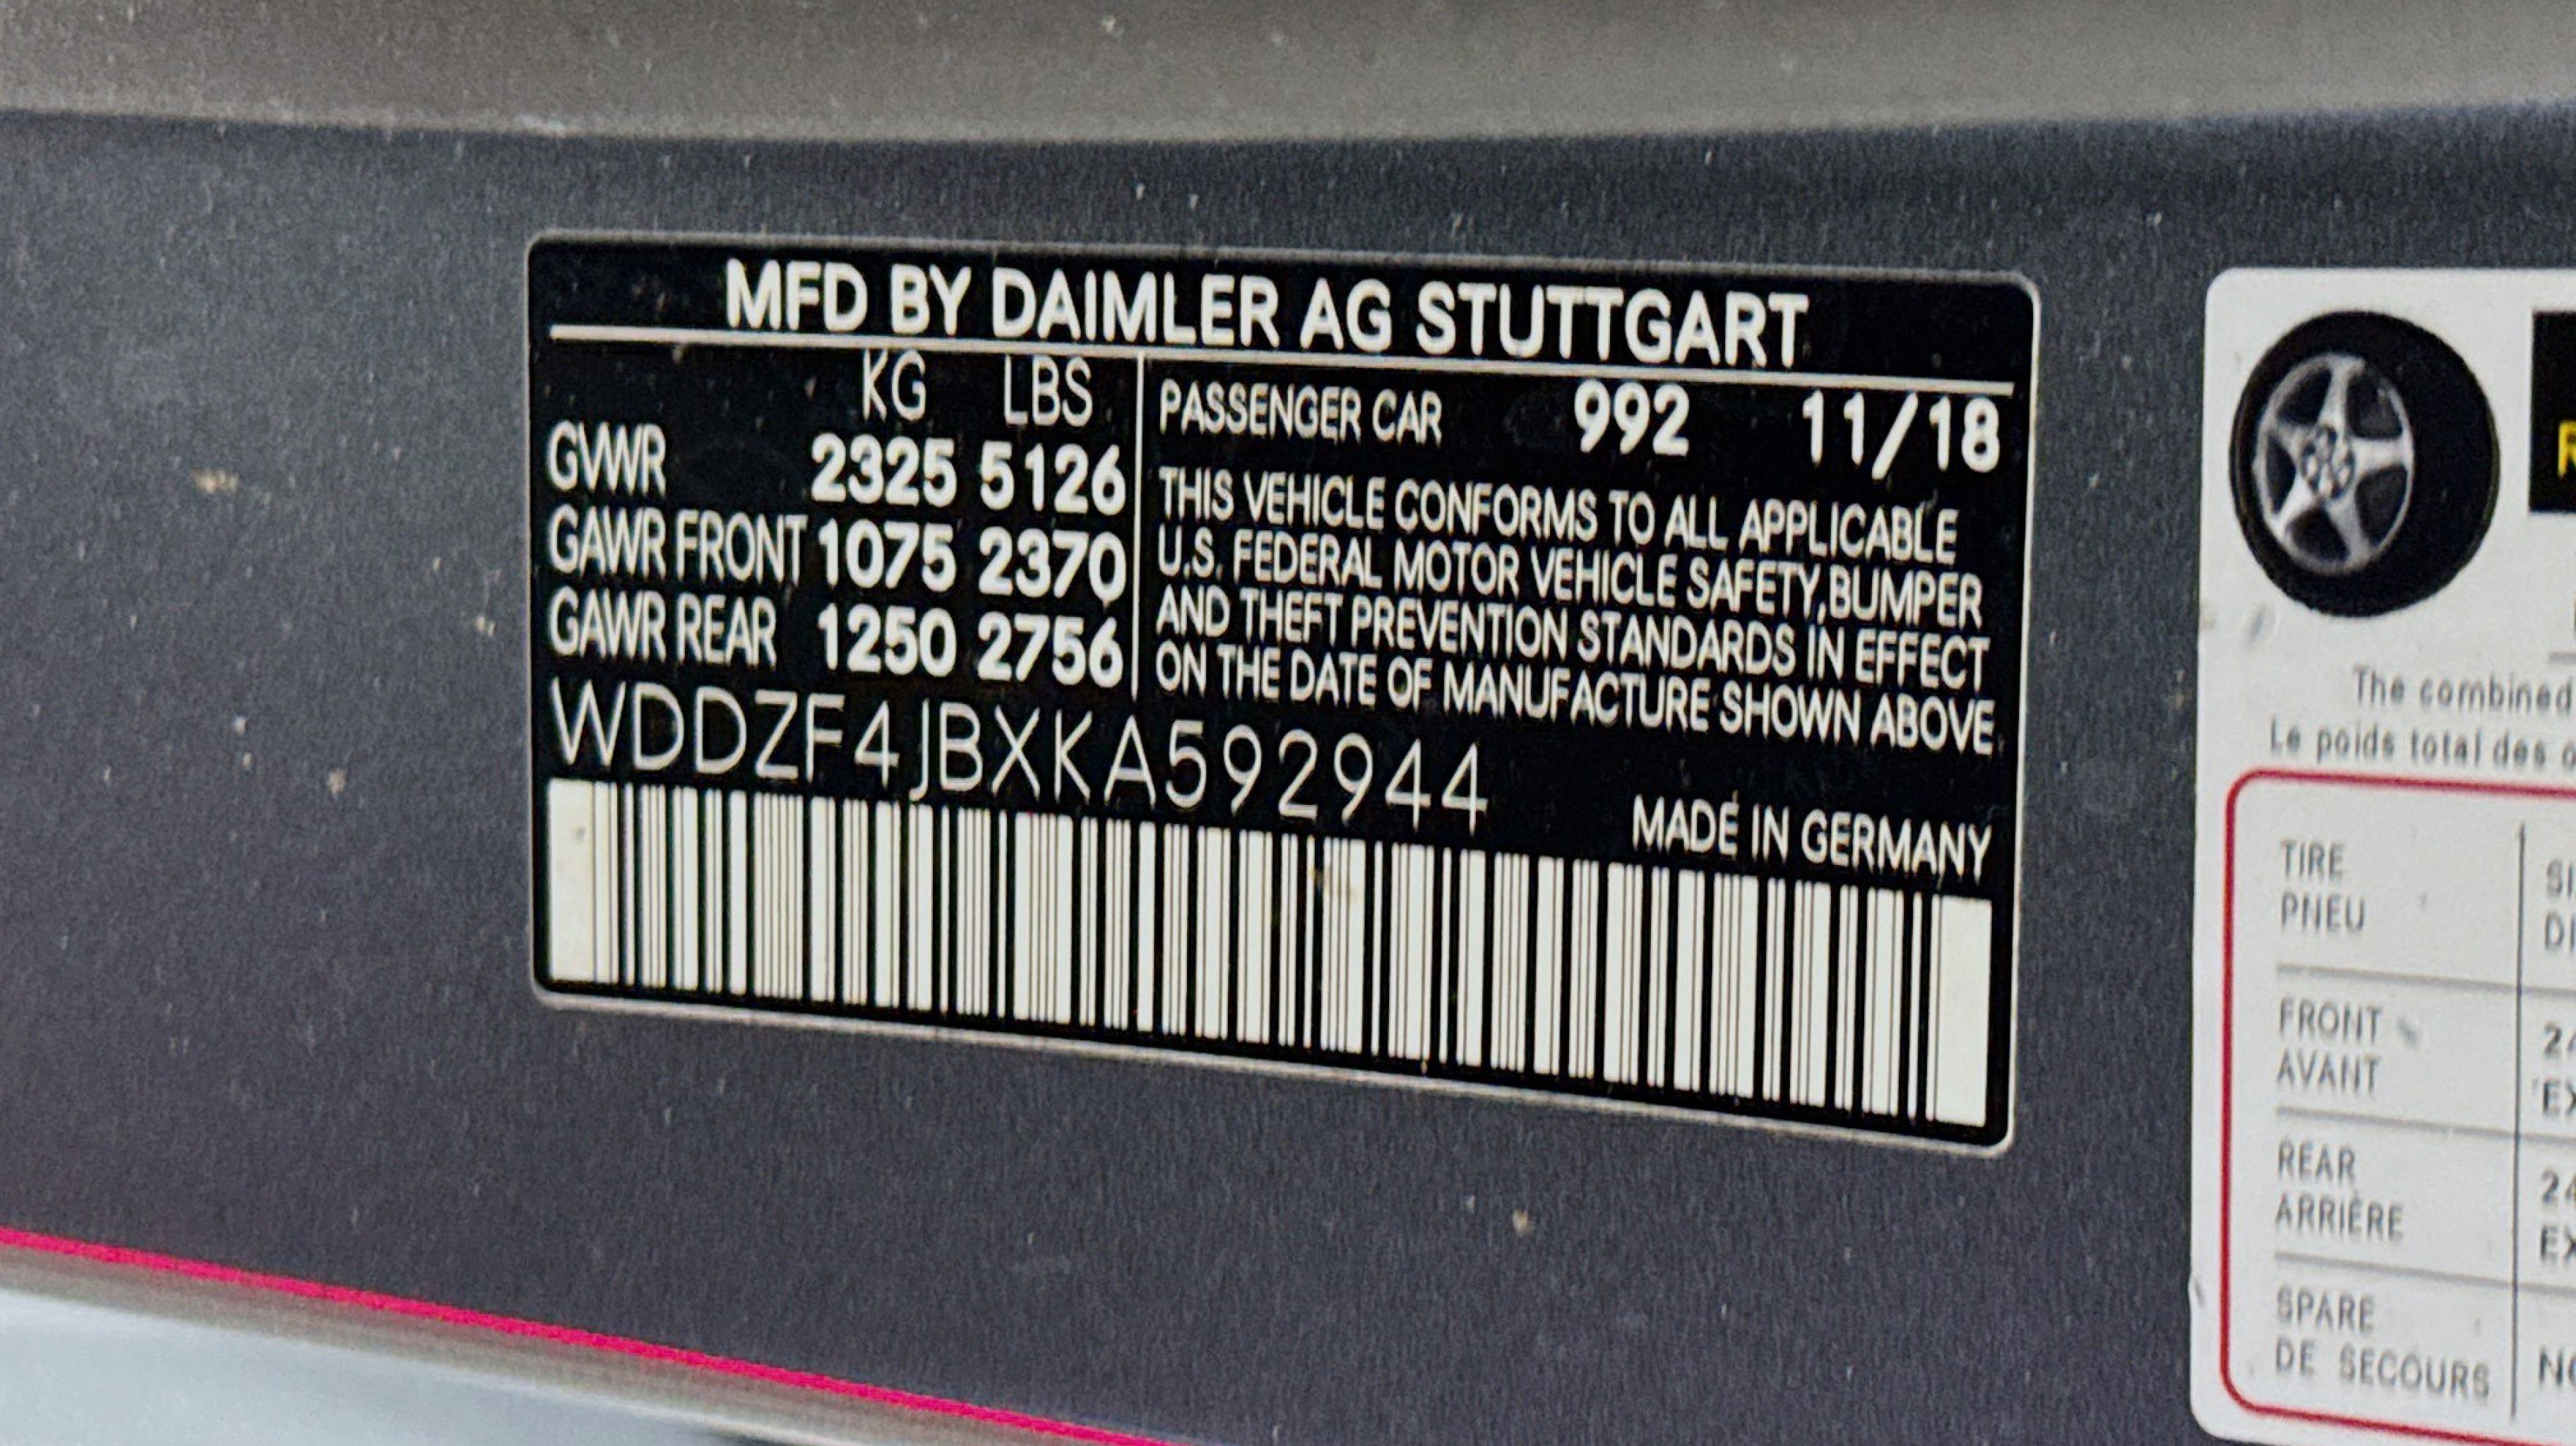 MFD BY DAIMLER AG STUTTGART
KG LBS
GVWR 2325 5126
GAWR FRONT 1075 2370
GAWR REAR 1250 2756
PASSENGER CAR 992 11/18
THIS VEHICLE CONFORMS TO ALL APPLICABLE
U.S. FEDERAL MOTOR VEHICLE SAFETY,BUMPER
AND THEFT PREVENTION STANDARDS IN EFFECT
ON THE DATE OF MANUFACTURE SHOWN ABOVE
WDDZF4JBXKA592944
MADE IN GERMANY
The combined
Le poids total des
TIRE
PNEU
FRONT
AVANT
REAR
ARRIÈRE
SPARE
DE SECOURS